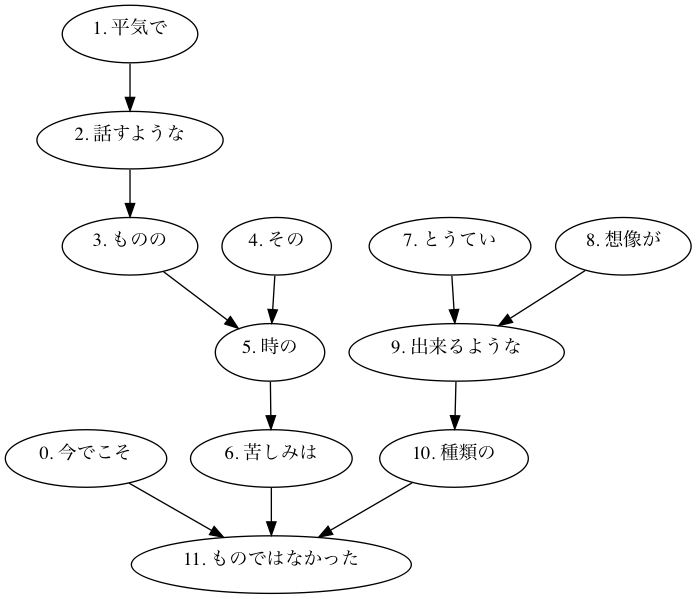 1. 平気で
2. 話すような
3. ものの
4. その
7. とうてい
8. 想像が
5. 時の
9. 出来るような
0. 今でこそ
6. 苦しみは
10. 種類の
11. ものではなかった